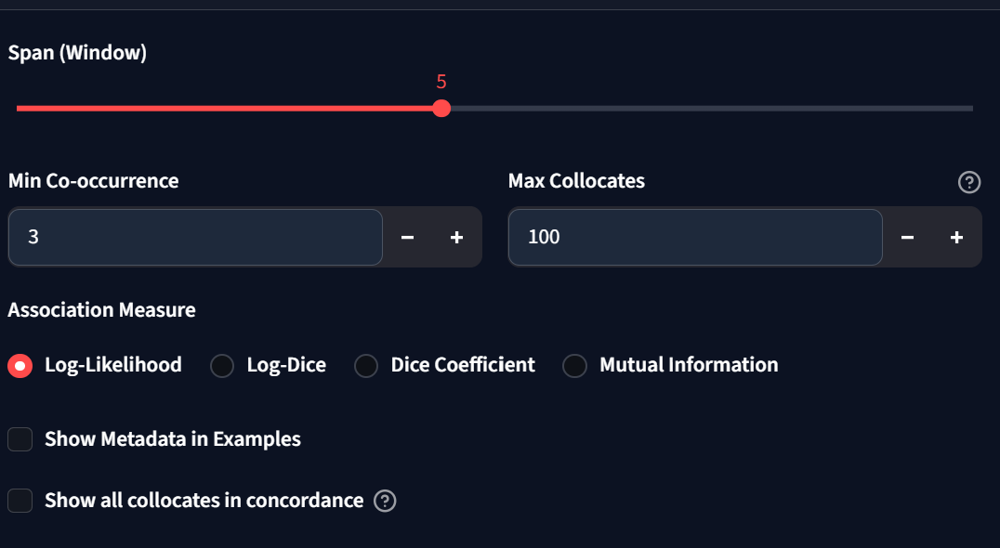 Span (Window)
5
Min Co-occurrence
Max Collocates
?
3
100
Association Measure
Log-Likelihood
Log-Dice
Dice Coefficient
Mutual Information
Show Metadata in Examples
Show all collocates in concordance
?